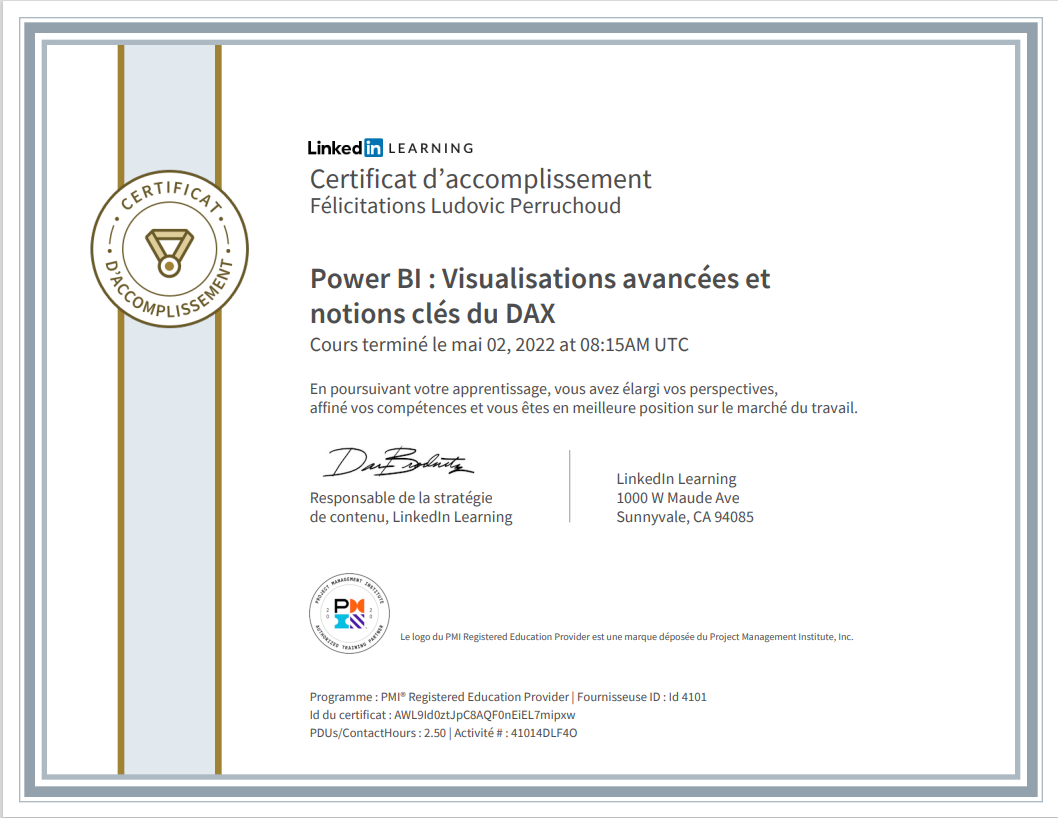 CERTIFICAT
D'ACCOMPLISSEMENT
Linked in LEARNING
Certificat d’accomplissement
Félicitations Ludovic Perruchoud
Power BI : Visualisations avancées et
notions clés du DAX
Cours terminé le mai 02, 2022 at 08:15AM UTC
En poursuivant votre apprentissage, vous avez élargi vos perspectives,
affiné vos compétences et vous êtes en meilleure position sur le marché du travail.
Responsable de la stratégie
de contenu, LinkedIn Learning
LinkedIn Learning
1000 W Maude Ave
Sunnyvale, CA 94085
PROJECT MANAGEMENT INSTITUTE
2020
PMI
AUTHORIZED TRAINING PARTNER
Le logo du PMI Registered Education Provider est une marque déposée du Project Management Institute, Inc.
Programme : PMI® Registered Education Provider | Fournisseuse ID : Id 4101
Id du certificat : AWL9Id0ztJpC8AQF0nEiEL7mipxw
PDUs/ContactHours : 2.50 | Activité # : 41014DLF4O